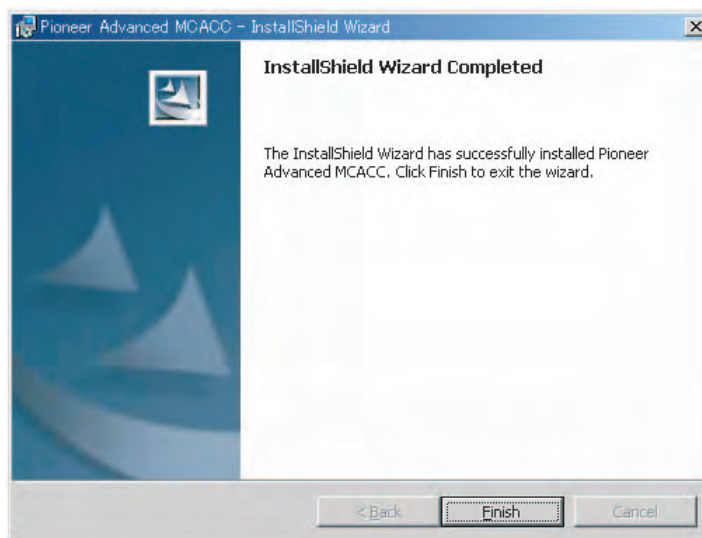 Pioneer Advanced MCACC - InstallShield Wizard
InstallShield Wizard Completed
The InstallShield Wizard has successfully installed Pioneer
Advanced MCACC. Click Finish to exit the wizard.
< Back
Finish
Cancel